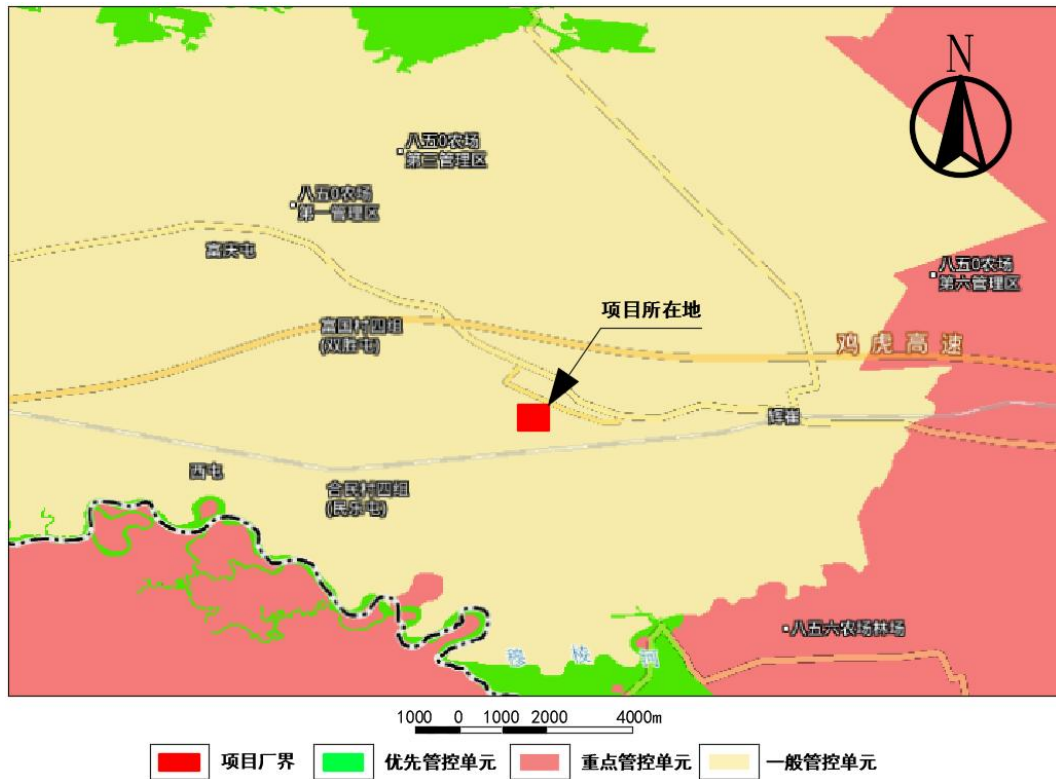 N
八五0农场
第三管理区
八五0农场
第一管理区
富庆屯
八五0农场
第六管理区
项目所在地
富国村四组
(双胜屯)
鸡虎高速
辉崔
西屯
合民村四组
(民乐屯)
八五六农场林场
穆棱河
1000 0 1000 2000 4000m
项目厂界 优先管控单元 重点管控单元 一般管控单元